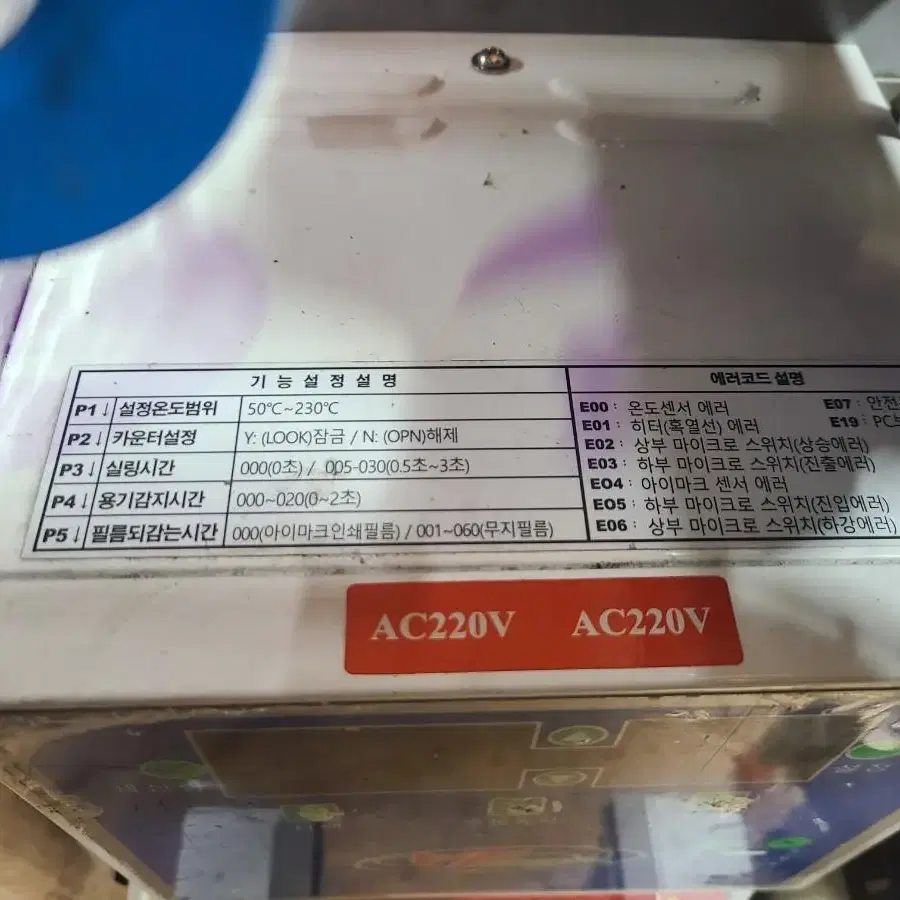 기능설정설명
P1↓ 설정온도범위 50℃~230℃
P2↓ 카운터설정 Y: (LOOK)잠금 / N: (OPN)해제
P3↓ 실링시간 000(0초) / 005-030(0.5초~3초)
P4↓ 용기감지시간 000~020(0~2초)
P5↓ 필름되감는시간 000(아이마크인쇄필름) / 001~060(무지필름)
에러코드 설명
E00 : 온도센서 에러
E07 : 안전
E01 : 히터(혹열선) 에러
E19 : PC
E02 : 상부 마이크로 스위치(상승에러)
E03 : 하부 마이크로 스위치(진출에러)
EO4 : 아이마크 센서 에러
EO5 : 하부 마이크로 스위치(진입에러)
E06 : 상부 마이크로 스위치(하강에러)
AC220V AC220V